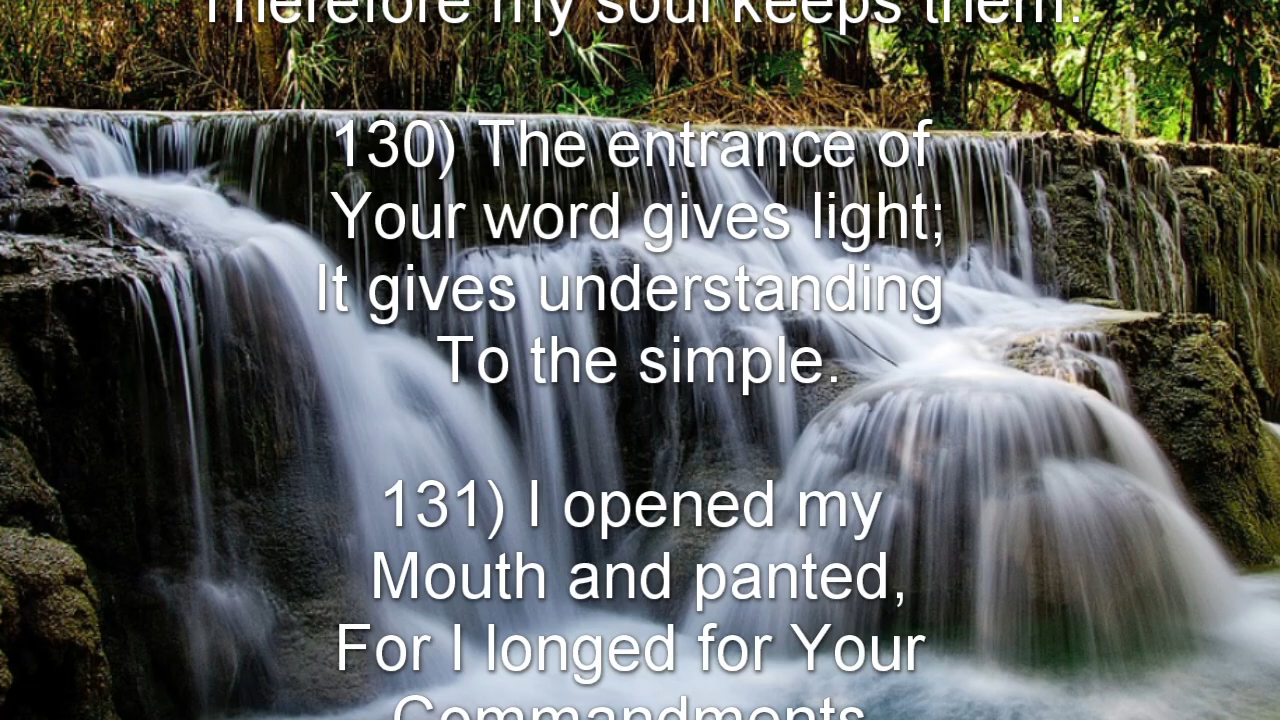 Therefore my soul keeps them.
130) The entrance of
Your word gives light;
It gives understanding
To the simple.
131) I opened my
Mouth and panted,
For I longed for Your
Commandments